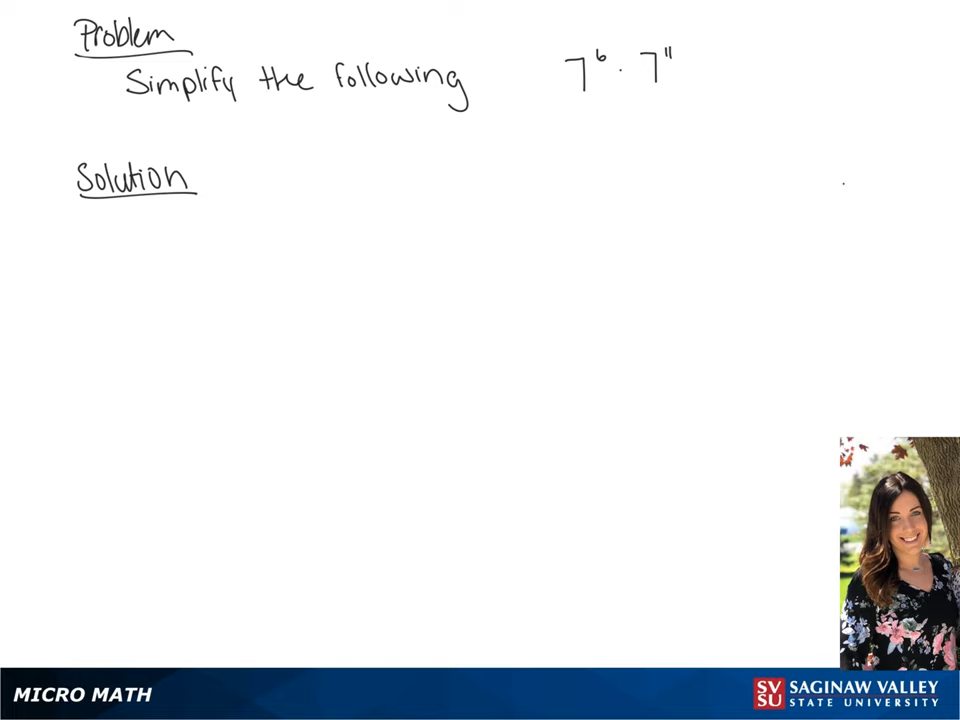 Problem
Simplify the following 7⁶ · 7¹¹
Solution
MICRO MATH
SV SU SAGINAW VALLEY
STATE UNIVERSITY